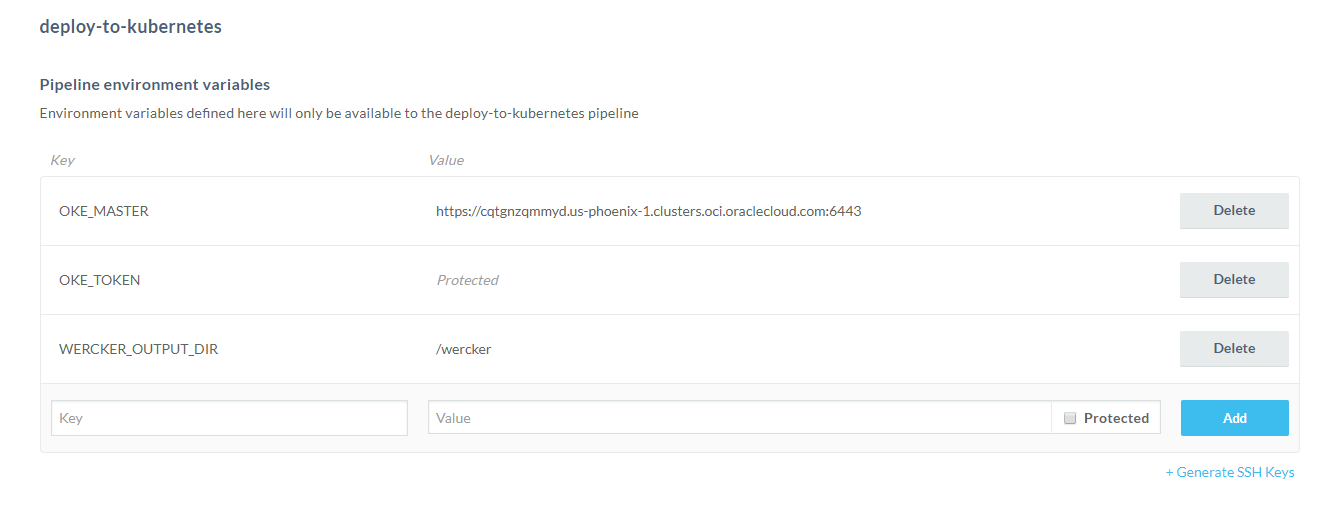 deploy-to-kubernetes
Pipeline environment variables
Environment variables defined here will only be available to the deploy-to-kubernetes pipeline
Key Value
OKE_MASTER https://cqtgnzqmmyd.us-phoenix-1.clusters.oci.oraclecloud.com:6443 Delete
OKE_TOKEN Protected Delete
WERCKER_OUTPUT_DIR /wercker Delete
Key Value Protected Add
+ Generate SSH Keys